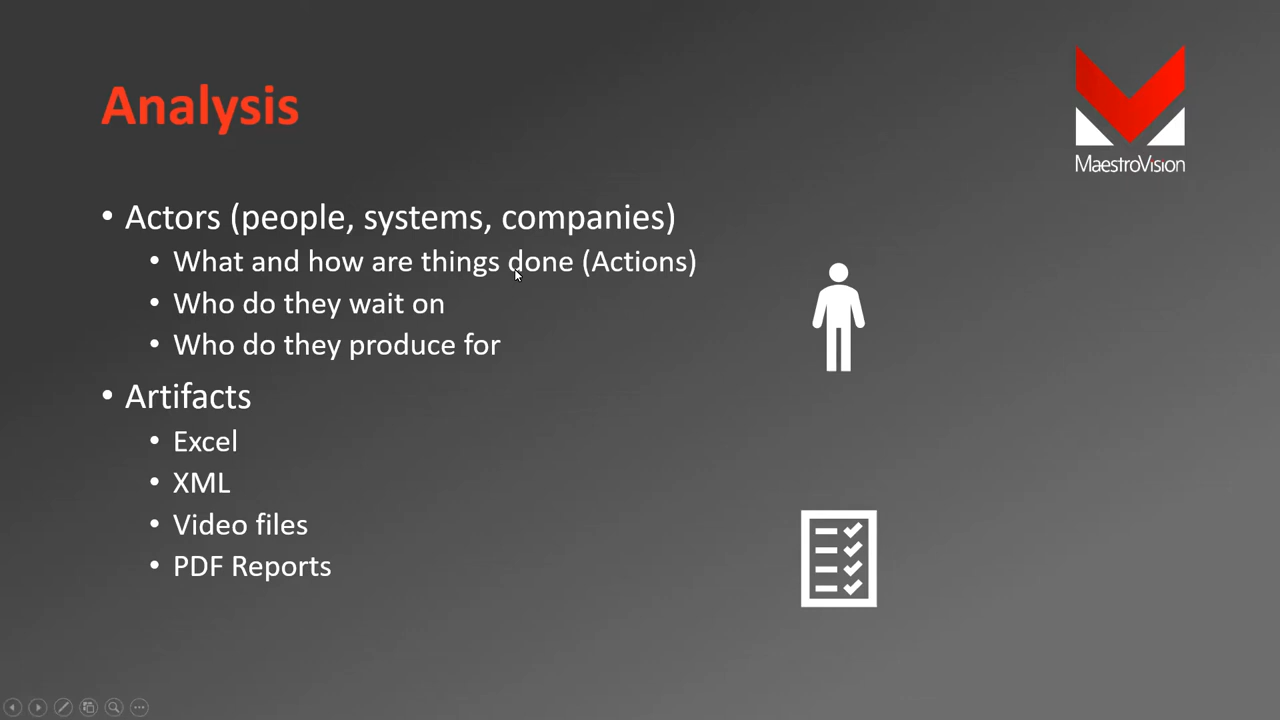 Analysis
MaestroVision
• Actors (people, systems, companies)
• What and how are things done (Actions)
• Who do they wait on
• Who do they produce for
• Artifacts
• Excel
• XML
• Video files
• PDF Reports